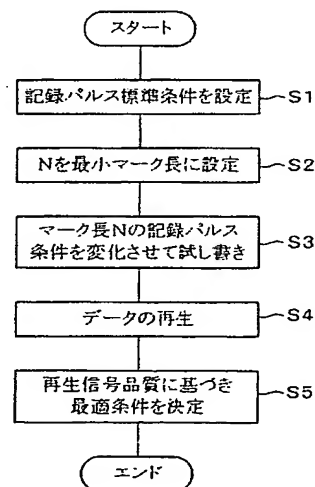 スタート
記録パルス標準条件を設定
S1
Nを最小マーク長に設定
S2
マーク長Nの記録パルス
条件を変化させて試し書き
S3
データの再生
S4
再生信号品質に基づき
最適条件を決定
S5
エンド